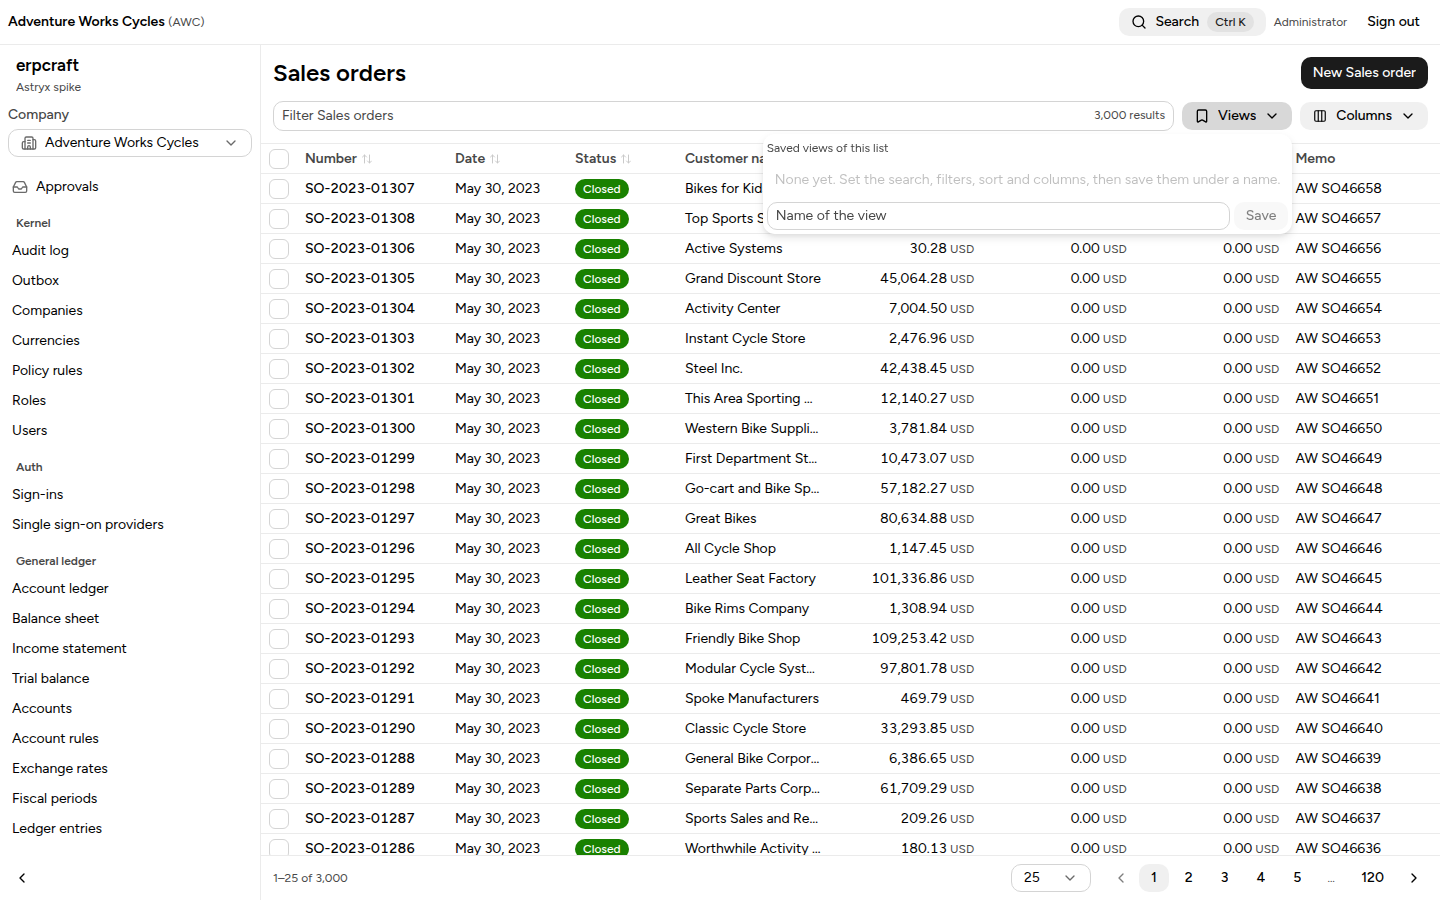 Adventure Works Cycles (AWC)
Search Ctrl K
Administrator
Sign out
erpcraft
Astryx spike
Company
Adventure Works Cycles
Approvals
Kernel
Audit log
Outbox
Companies
Currencies
Policy rules
Roles
Users
Auth
Sign-ins
Single sign-on providers
General ledger
Account ledger
Balance sheet
Income statement
Trial balance
Accounts
Account rules
Exchange rates
Fiscal periods
Ledger entries
Sales orders
New Sales order
Filter Sales orders 3,000 results
Views
Columns
Saved views of this list
None yet. Set the search, filters, sort and columns, then save them under a name.
Name of the view Save
Number Date Status Customer na Memo
SO-2023-01307 May 30, 2023 Closed Bikes for Kid AW SO46658
SO-2023-01308 May 30, 2023 Closed Top Sports S AW SO46657
SO-2023-01306 May 30, 2023 Closed Active Systems 30.28 USD 0.00 USD 0.00 USD AW SO46656
SO-2023-01305 May 30, 2023 Closed Grand Discount Store 45,064.28 USD 0.00 USD 0.00 USD AW SO46655
SO-2023-01304 May 30, 2023 Closed Activity Center 7,004.50 USD 0.00 USD 0.00 USD AW SO46654
SO-2023-01303 May 30, 2023 Closed Instant Cycle Store 2,476.96 USD 0.00 USD 0.00 USD AW SO46653
SO-2023-01302 May 30, 2023 Closed Steel Inc. 42,438.45 USD 0.00 USD 0.00 USD AW SO46652
SO-2023-01301 May 30, 2023 Closed This Area Sporting ... 12,140.27 USD 0.00 USD 0.00 USD AW SO46651
SO-2023-01300 May 30, 2023 Closed Western Bike Suppli... 3,781.84 USD 0.00 USD 0.00 USD AW SO46650
SO-2023-01299 May 30, 2023 Closed First Department St... 10,473.07 USD 0.00 USD 0.00 USD AW SO46649
SO-2023-01298 May 30, 2023 Closed Go-cart and Bike Sp... 57,182.27 USD 0.00 USD 0.00 USD AW SO46648
SO-2023-01297 May 30, 2023 Closed Great Bikes 80,634.88 USD 0.00 USD 0.00 USD AW SO46647
SO-2023-01296 May 30, 2023 Closed All Cycle Shop 1,147.45 USD 0.00 USD 0.00 USD AW SO46646
SO-2023-01295 May 30, 2023 Closed Leather Seat Factory 101,336.86 USD 0.00 USD 0.00 USD AW SO46645
SO-2023-01294 May 30, 2023 Closed Bike Rims Company 1,308.94 USD 0.00 USD 0.00 USD AW SO46644
SO-2023-01293 May 30, 2023 Closed Friendly Bike Shop 109,253.42 USD 0.00 USD 0.00 USD AW SO46643
SO-2023-01292 May 30, 2023 Closed Modular Cycle Syst... 97,801.78 USD 0.00 USD 0.00 USD AW SO46642
SO-2023-01291 May 30, 2023 Closed Spoke Manufacturers 469.79 USD 0.00 USD 0.00 USD AW SO46641
SO-2023-01290 May 30, 2023 Closed Classic Cycle Store 33,293.85 USD 0.00 USD 0.00 USD AW SO46640
SO-2023-01288 May 30, 2023 Closed General Bike Corpor... 6,386.65 USD 0.00 USD 0.00 USD AW SO46639
SO-2023-01289 May 30, 2023 Closed Separate Parts Corp... 61,709.29 USD 0.00 USD 0.00 USD AW SO46638
SO-2023-01287 May 30, 2023 Closed Sports Sales and Re... 209.26 USD 0.00 USD 0.00 USD AW SO46637
SO-2023-01286 May 30, 2023 Closed Worthwhile Activity ... 180.13 USD 0.00 USD 0.00 USD AW SO46636
1–25 of 3,000
25
1 2 3 4 5 ... 120